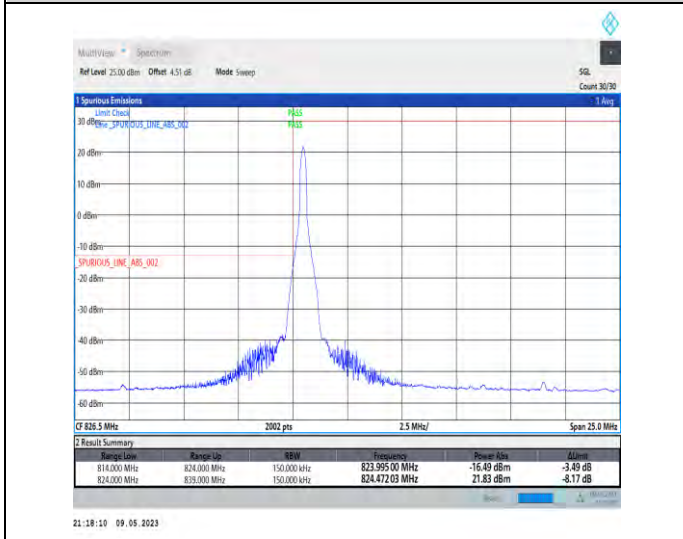 MultiView Spectrum
Ref Level 25.00 dBm Offset 4.51 dB Mode Sweep SGL
Count 30/30
1 Spurious Emissions 1 Avg
Limit Check PASS
30 dBm Line _SPURIOUS_LINE_ABS_002 PASS
20 dBm
10 dBm
0 dBm
-10 dBm
_SPURIOUS_LINE_ABS_002
-20 dBm
-30 dBm
-40 dBm
-50 dBm
-60 dBm
CF 826.5 MHz 2002 pts 2.5 MHz/ Span 25.0 MHz
2 Result Summary
Range Low Range Up RBW Frequency Power Abs ΔLimit
814.000 MHz 824.000 MHz 150.000 kHz 823.99500 MHz -16.49 dBm -3.49 dB
824.000 MHz 839.000 MHz 150.000 kHz 824.47203 MHz 21.83 dBm -8.17 dB
21:18:10 09.05.2023